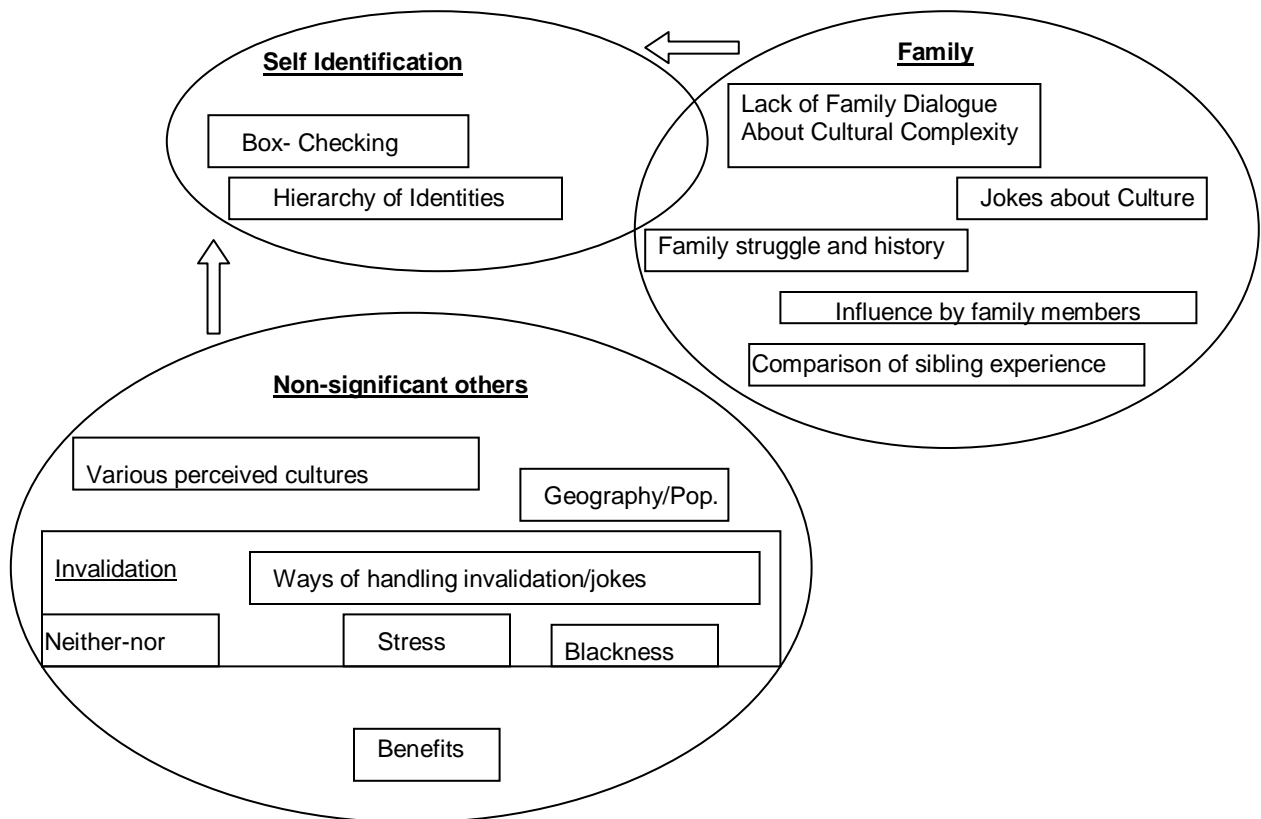 Self Identification
Box- Checking
Hierarchy of Identities
Family
Lack of Family Dialogue
About Cultural Complexity
Jokes about Culture
Family struggle and history
Influence by family members
Comparison of sibling experience
Non-significant others
Various perceived cultures
Geography/Pop.
Invalidation
Ways of handling invalidation/jokes
Neither-nor
Stress
Blackness
Benefits